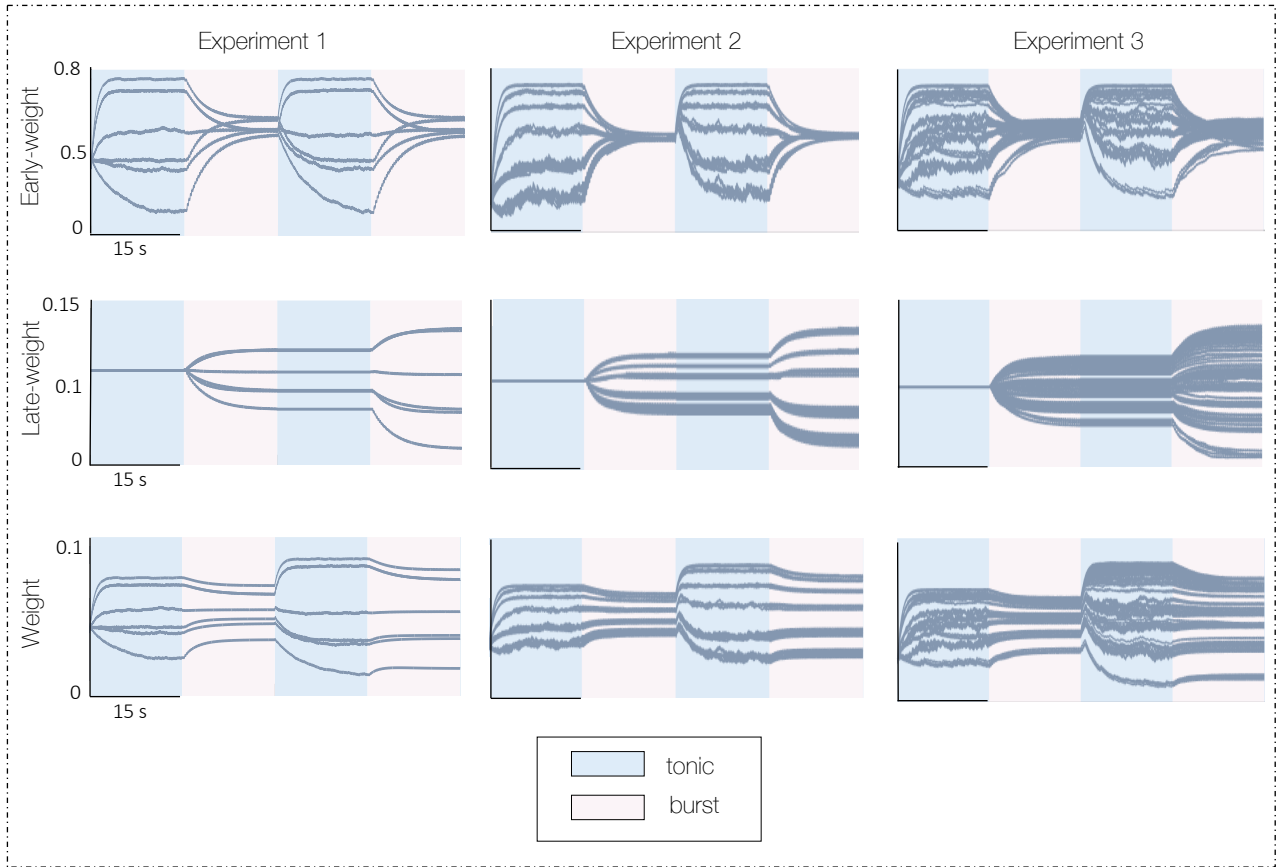 Experiment 1
Experiment 2
Experiment 3
Early-weight
0.8
0.5
0
15 s
Late-weight
0.15
0.1
0
15 s
Weight
0.1
0
15 s
tonic
burst